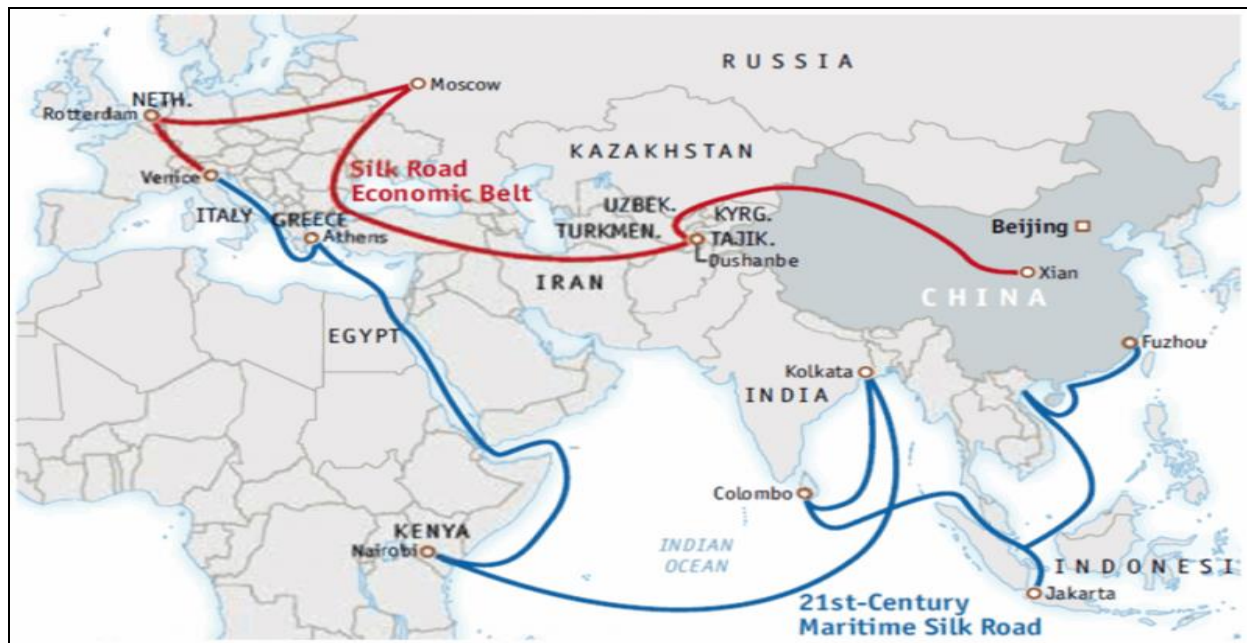 RUSSIA
Moscow
NETH.
Rotterdam
KAZAKHSTAN
Silk Road
Economic Belt
Venice
UZBEK.
KYRG.
ITALY
GREECE
TURKMEN.
TAJIK.
Beijing
Athens
Dushanbe
Xian
IRAN
CHINA
EGYPT
Fuzhou
Kolkata
INDIA
Colombo
KENYA
Nairobi
INDIAN
OCEAN
INDONESI
Jakarta
21st-Century
Maritime Silk Road